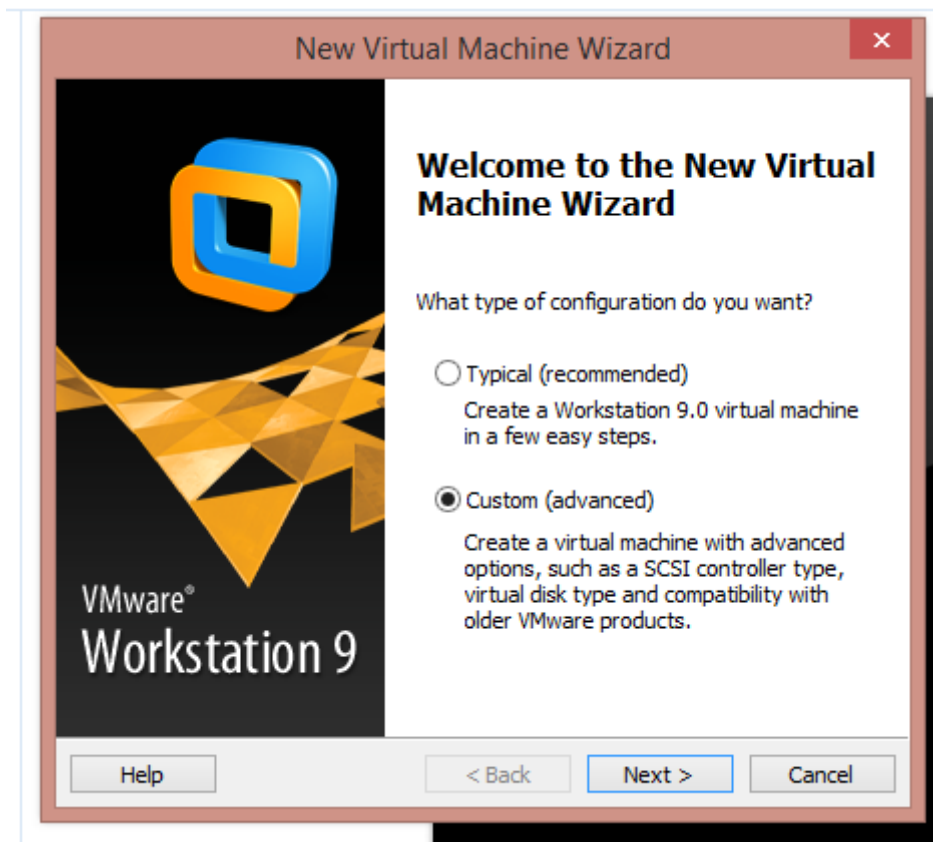 New Virtual Machine Wizard
Welcome to the New Virtual
Machine Wizard
What type of configuration do you want?
Typical (recommended)
Create a Workstation 9.0 virtual machine
in a few easy steps.
Custom (advanced)
Create a virtual machine with advanced
options, such as a SCSI controller type,
virtual disk type and compatibility with
older VMware products.
VMware®
Workstation 9
Help
< Back
Next >
Cancel